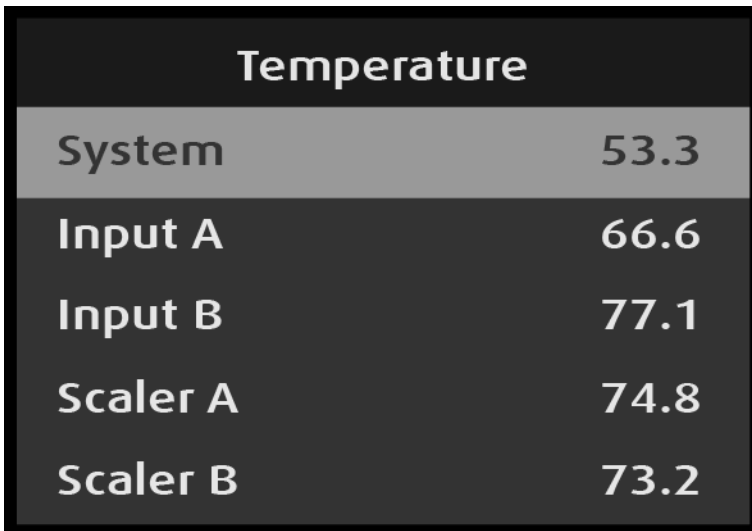 Temperature
System 53.3
Input A 66.6
Input B 77.1
Scaler A 74.8
Scaler B 73.2